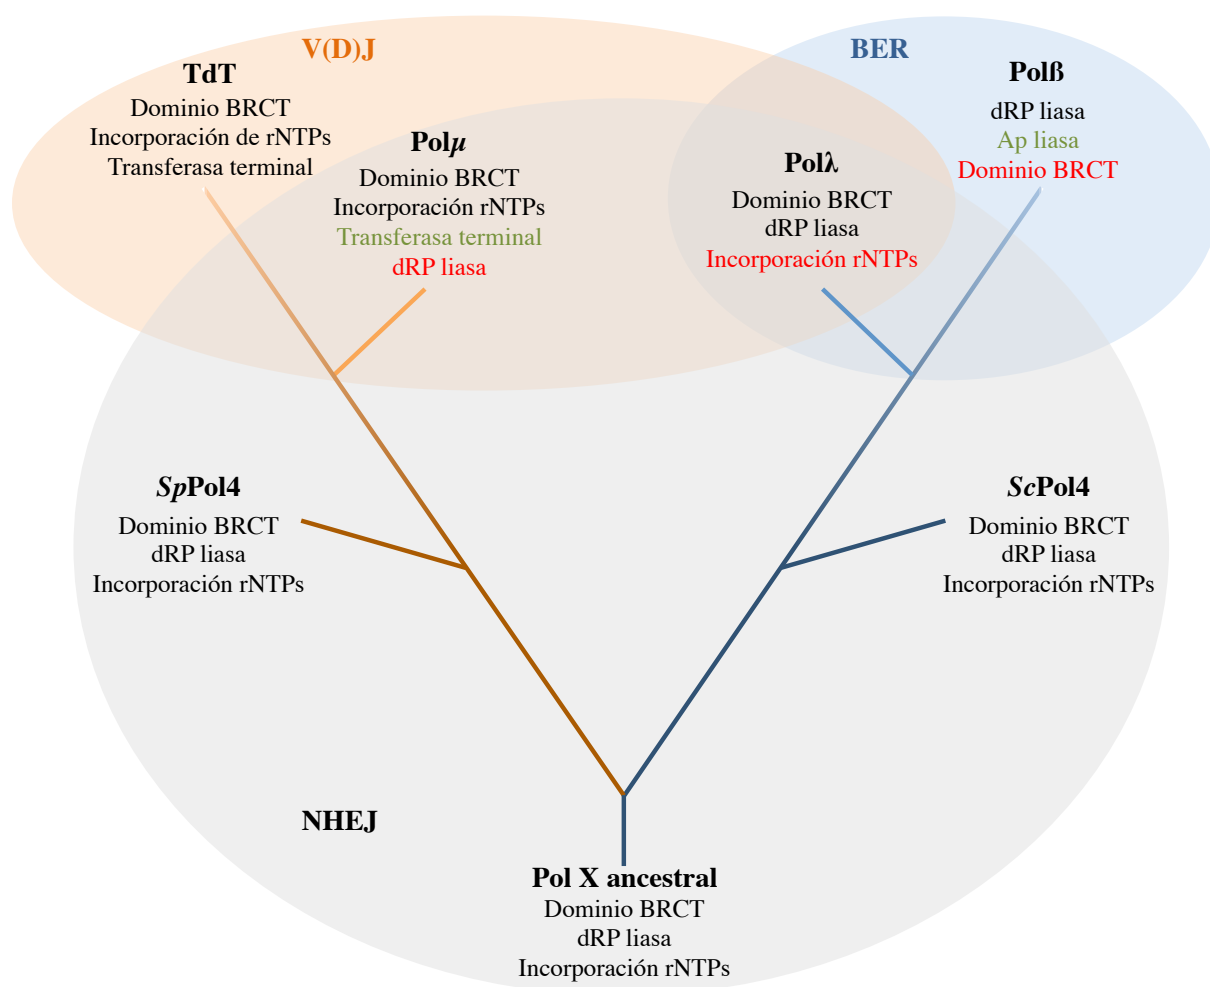 V(D)J
BER
TdT
Dominio BRCT
Incorporación de rNTPs
Transferasa terminal
Polμ
Dominio BRCT
Incorporación rNTPs
Transferasa terminal
dRP liasa
Polλ
Dominio BRCT
dRP liasa
Incorporación rNTPs
Polß
dRP liasa
Ap liasa
Dominio BRCT
SpPol4
Dominio BRCT
dRP liasa
Incorporación rNTPs
ScPol4
Dominio BRCT
dRP liasa
Incorporación rNTPs
NHEJ
Pol X ancestral
Dominio BRCT
dRP liasa
Incorporación rNTPs